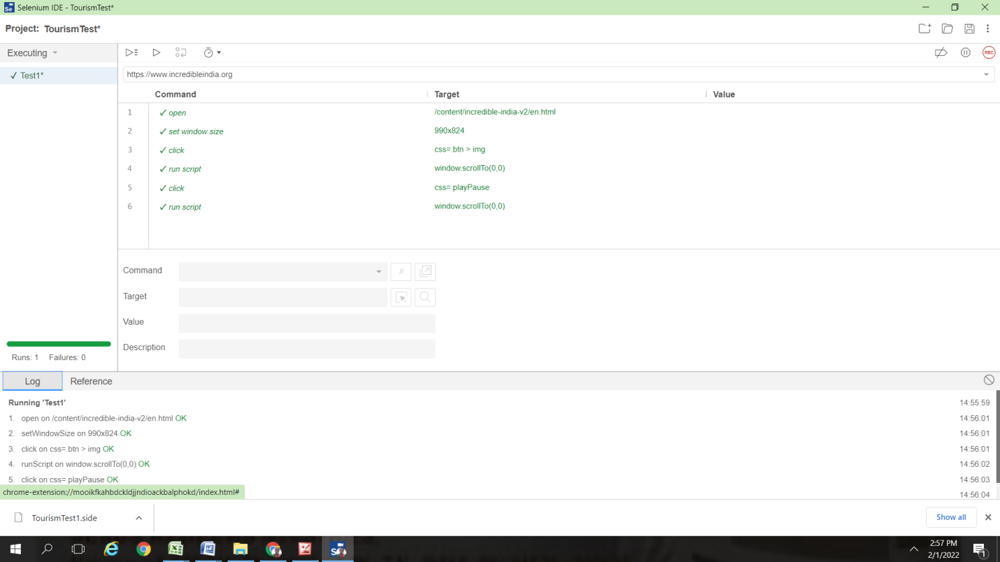 Selenium IDE - TourismTest*
Project: TourismTest*
Executing
REC
✓ Test1*
https://www.incredibleindia.org
Command Target Value
1 ✓ open /content/incredible-india-v2/en.html
2 ✓ set window size 990x824
3 ✓ click css=.btn > img
4 ✓ run script window.scrollTo(0,0)
5 ✓ click css=.playPause
6 ✓ run script window.scrollTo(0,0)
Command //
Target
Value
Description
Runs: 1 Failures: 0
Log Reference
Running 'Test1' 14:55:59
1. open on /content/incredible-india-v2/en.html OK 14:56:01
2. setWindowSize on 990x824 OK 14:56:01
3. click on css=.btn > img OK 14:56:01
4. runScript on window.scrollTo(0,0) OK 14:56:02
5. click on css=.playPause OK 14:56:03
chrome-extension://mooikfkahbdckldjjndioackbalphokd/index.html# 14:56:04
TourismTest1.side Show all
2:57 PM
2/1/2022
1